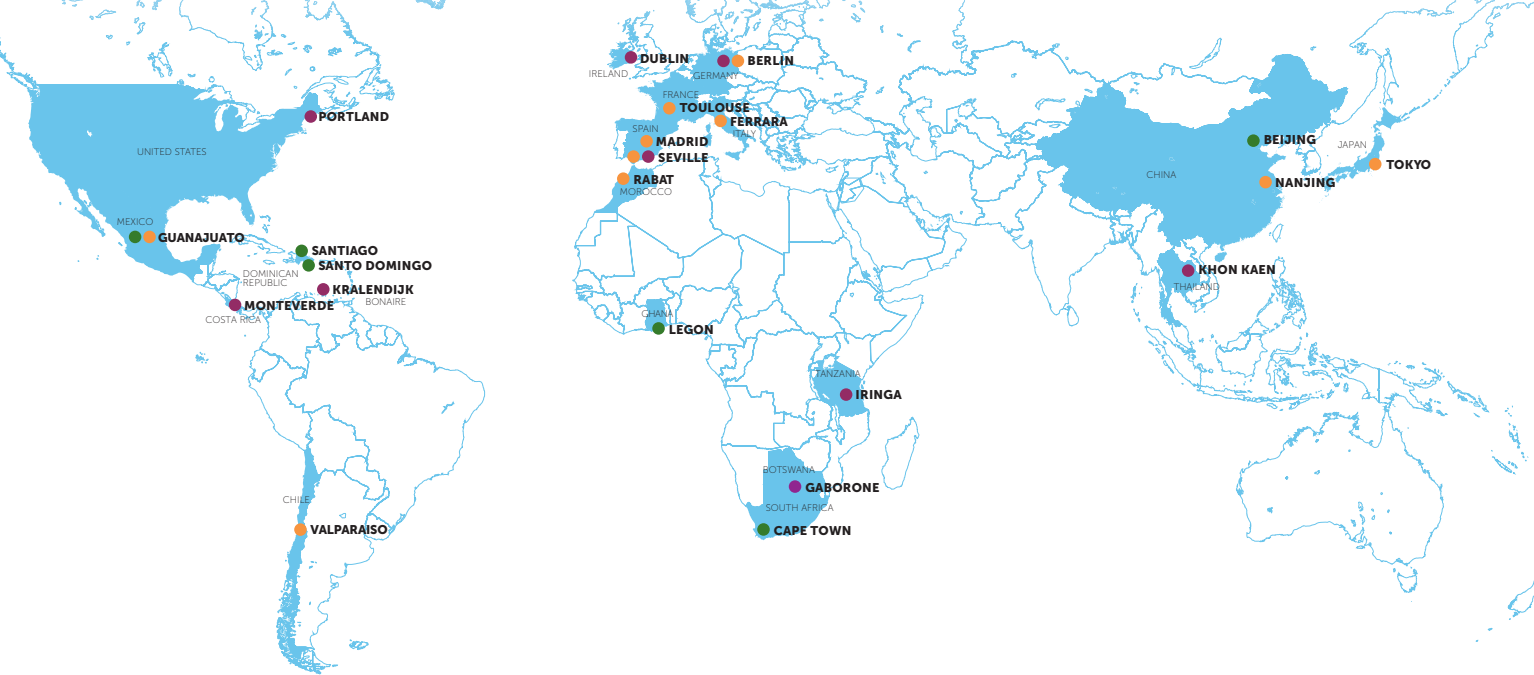 DUBLIN
IRELAND
BERLIN
GERMANY
FRANCE
TOULOUSE
PORTLAND
FERRARA
SPAIN
ITALY
MADRID
BEIJING
JAPAN
UNITED STATES
SEVILLE
TOKYO
CHINA
RABAT
NANJING
MOROCCO
MEXICO
GUANAJUATO
SANTIAGO
SANTO DOMINGO
DOMINICAN
REPUBLIC
KHON KAEN
THAILAND
KRALENDIJK
BONAIRE
MONTEVERDE
COSTA RICA
GHANA
LEGON
TANZANIA
IRINGA
BOTSWANA
GABORONE
CHILE
SOUTH AFRICA
VALPARAISO
CAPE TOWN